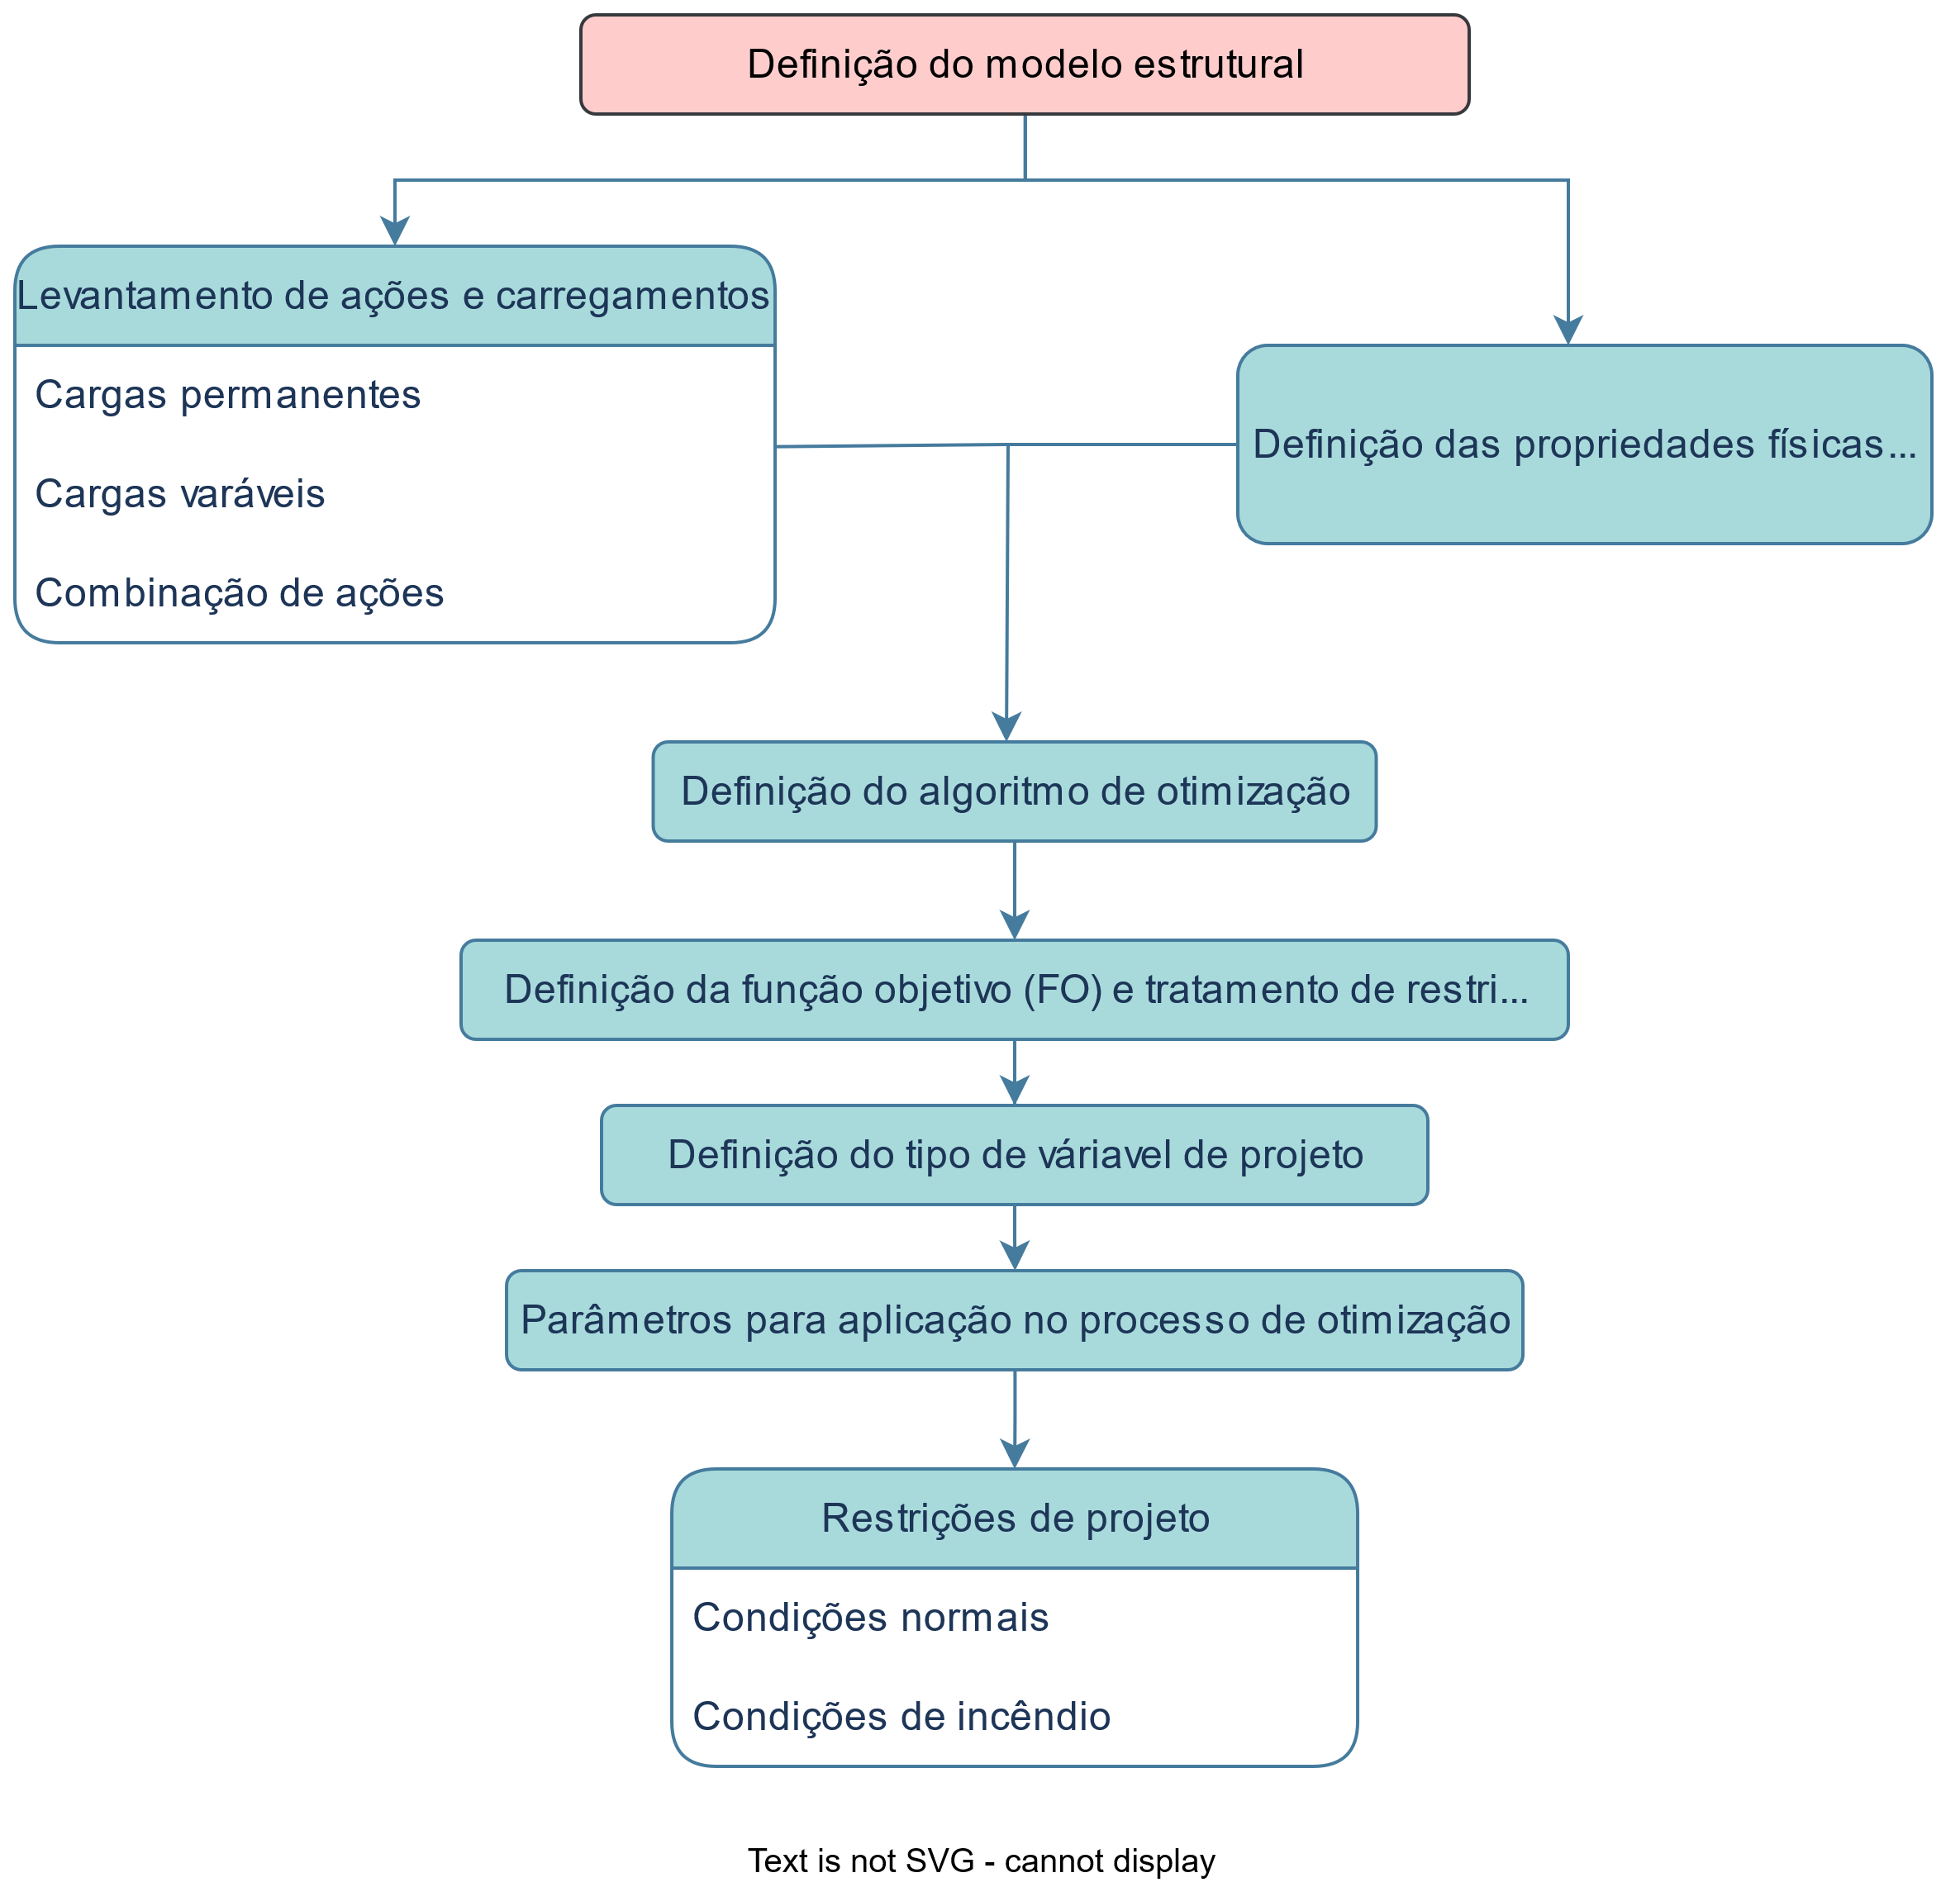 Definição do modelo estrutural
Levantamento de ações e carregamentos
Cargas permanentes
Cargas varáveis
Combinação de ações
Definição das propriedades físicas...
Definição do algoritmo de otimização
Definição da função objetivo (FO) e tratamento de restri...
Definição do tipo de váriavel de projeto
Parâmetros para aplicação no processo de otimização
Restrições de projeto
Condições normais
Condições de incêndio
Text is not SVG - cannot display